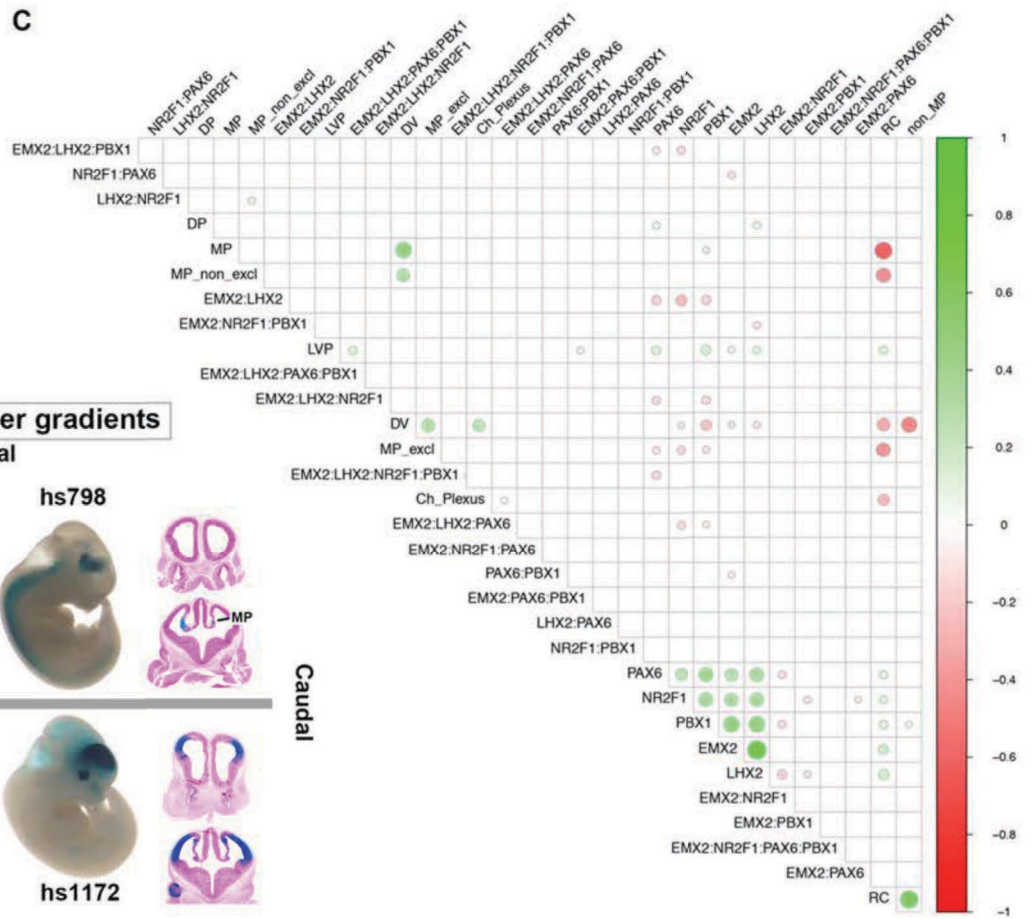 C
NR2F1:PAX6
LHX2:NR2F1
DP
MP
MP_non_excl
EMX2:LHX2
EMX2:NR2F1:PBX1
LVP
EMX2:LHX2:PAX6:PBX1
EMX2:LHX2:NR2F1
DV
MP_excl
EMX2:LHX2:NR2F1:PBX1
Ch_Plexus
EMX2:LHX2:PAX6
EMX2:NR2F1:PAX6
PAX6:PBX1
EMX2:PAX6:PBX1
LHX2:PAX6
NR2F1:PBX1
PAX6
NR2F1
PBX1
EMX2
LHX2
EMX2:NR2F1
EMX2:PBX1
EMX2:NR2F1:PAX6:PBX1
EMX2:PAX6
RC
non_MP
EMX2:LHX2:PBX1
NR2F1:PAX6
LHX2:NR2F1
DP
MP
MP_non_excl
EMX2:LHX2
EMX2:NR2F1:PBX1
LVP
EMX2:LHX2:PAX6:PBX1
EMX2:LHX2:NR2F1
DV
MP_excl
EMX2:LHX2:NR2F1:PBX1
Ch_Plexus
EMX2:LHX2:PAX6
EMX2:NR2F1:PAX6
PAX6:PBX1
EMX2:PAX6:PBX1
LHX2:PAX6
NR2F1:PBX1
PAX6
NR2F1
PBX1
EMX2
LHX2
EMX2:NR2F1
EMX2:PBX1
EMX2:NR2F1:PAX6:PBX1
EMX2:PAX6
RC
1
0.8
0.6
0.4
0.2
0
−0.2
−0.4
−0.6
−0.8
−1
er gradients
al
hs798
MP
Caudal
hs1172